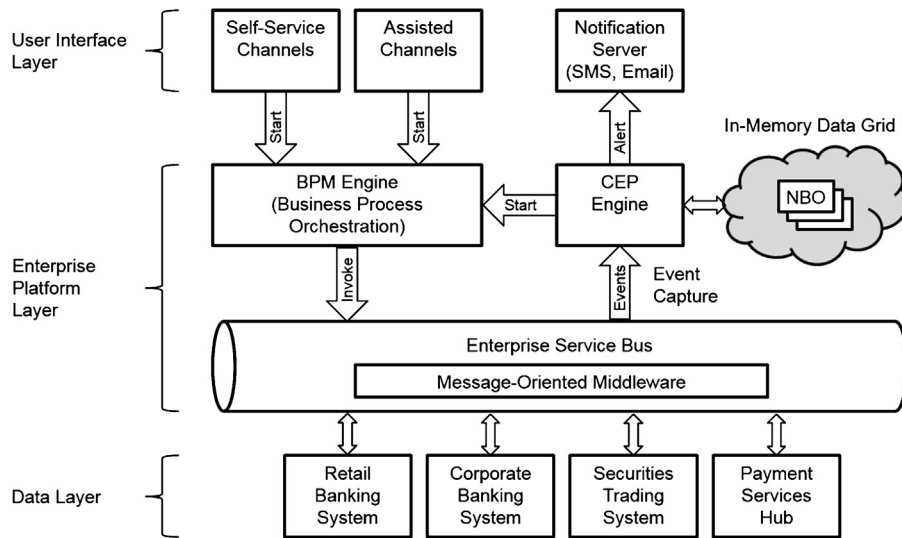 User Interface
Layer
Self-Service
Channels
Assisted
Channels
Notification
Server
(SMS, Email)
Start
Start
Alert
In-Memory Data Grid
NBO
Enterprise
Platform
Layer
BPM Engine
(Business Process
Orchestration)
Start
CEP
Engine
Invoke
Events
Event
Capture
Enterprise Service Bus
Message-Oriented Middleware
Data Layer
Retail
Banking
System
Corporate
Banking
System
Securities
Trading
System
Payment
Services
Hub